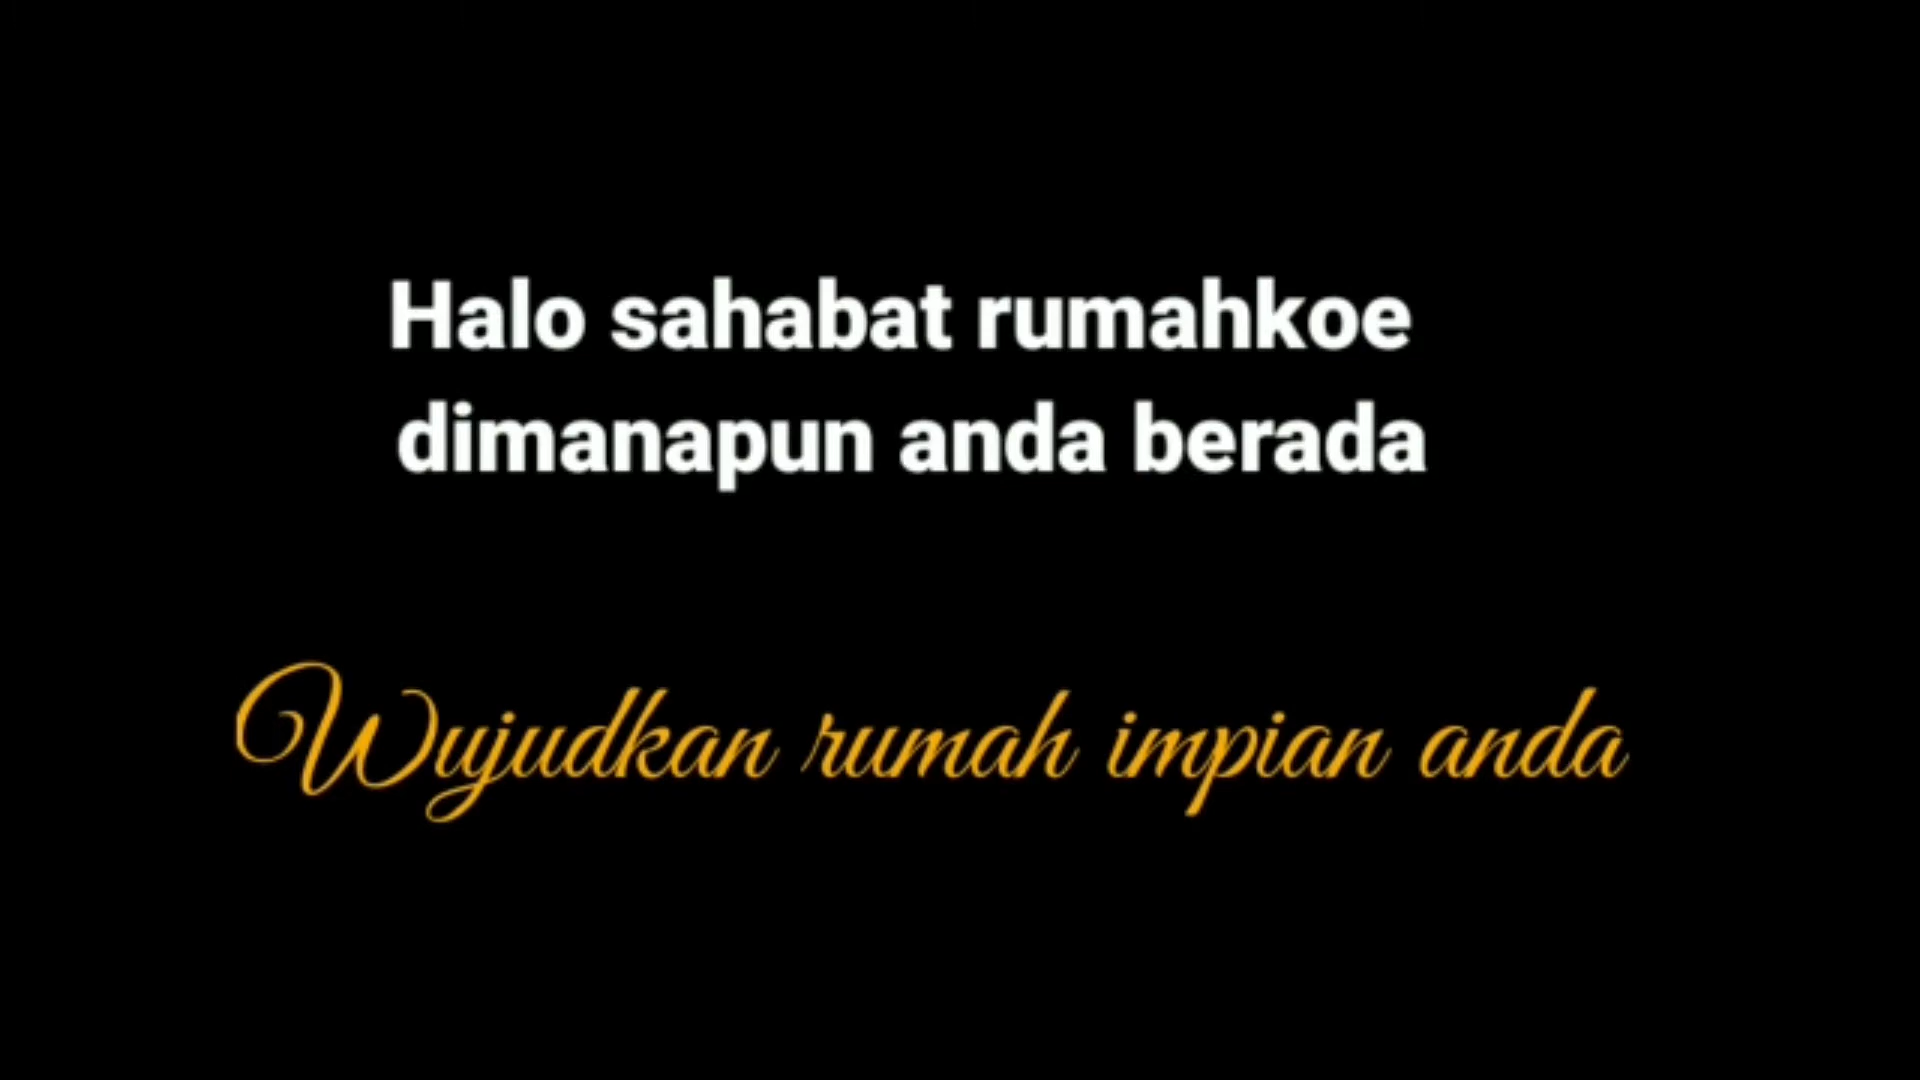 Halo sahabat rumahkoe
dimanapun anda berada
Wujudkan rumah impian anda